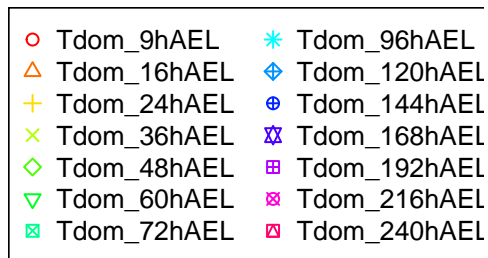 Tdom_9hAEL
Tdom_16hAEL
Tdom_24hAEL
Tdom_36hAEL
Tdom_48hAEL
Tdom_60hAEL
Tdom_72hAEL
Tdom_96hAEL
Tdom_120hAEL
Tdom_144hAEL
Tdom_168hAEL
Tdom_192hAEL
Tdom_216hAEL
Tdom_240hAEL